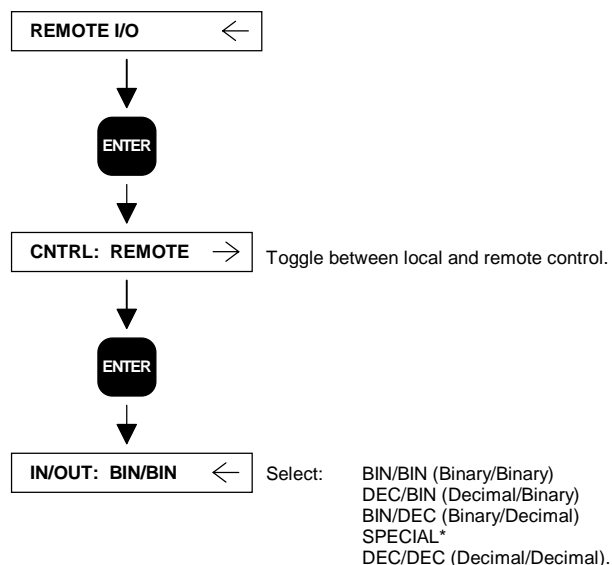 REMOTE I/O ←
ENTER
CNTRL: REMOTE → Toggle between local and remote control.
ENTER
IN/OUT: BIN/BIN ← Select: BIN/BIN (Binary/Binary)
DEC/BIN (Decimal/Binary)
BIN/DEC (Binary/Decimal)
SPECIAL*
DEC/DEC (Decimal/Decimal).